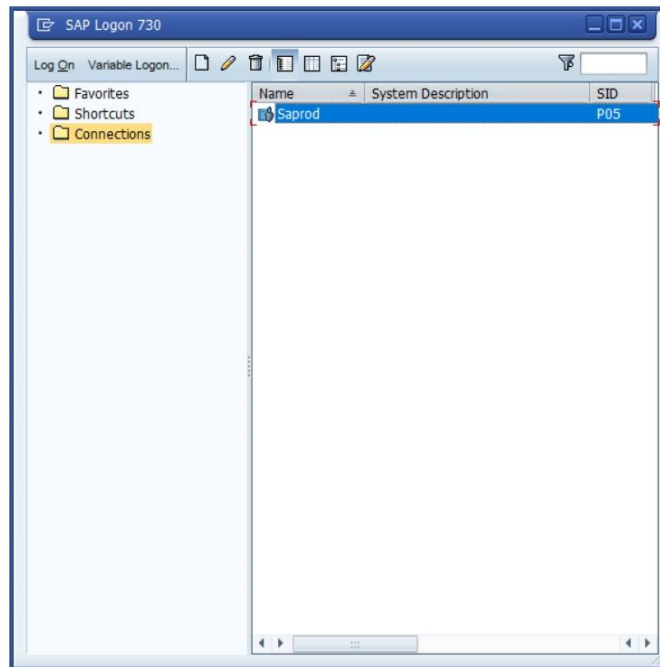 SAP Logon 730
Log On Variable Logon...
Favorites
Shortcuts
Connections
Name System Description SID
Saprod P05